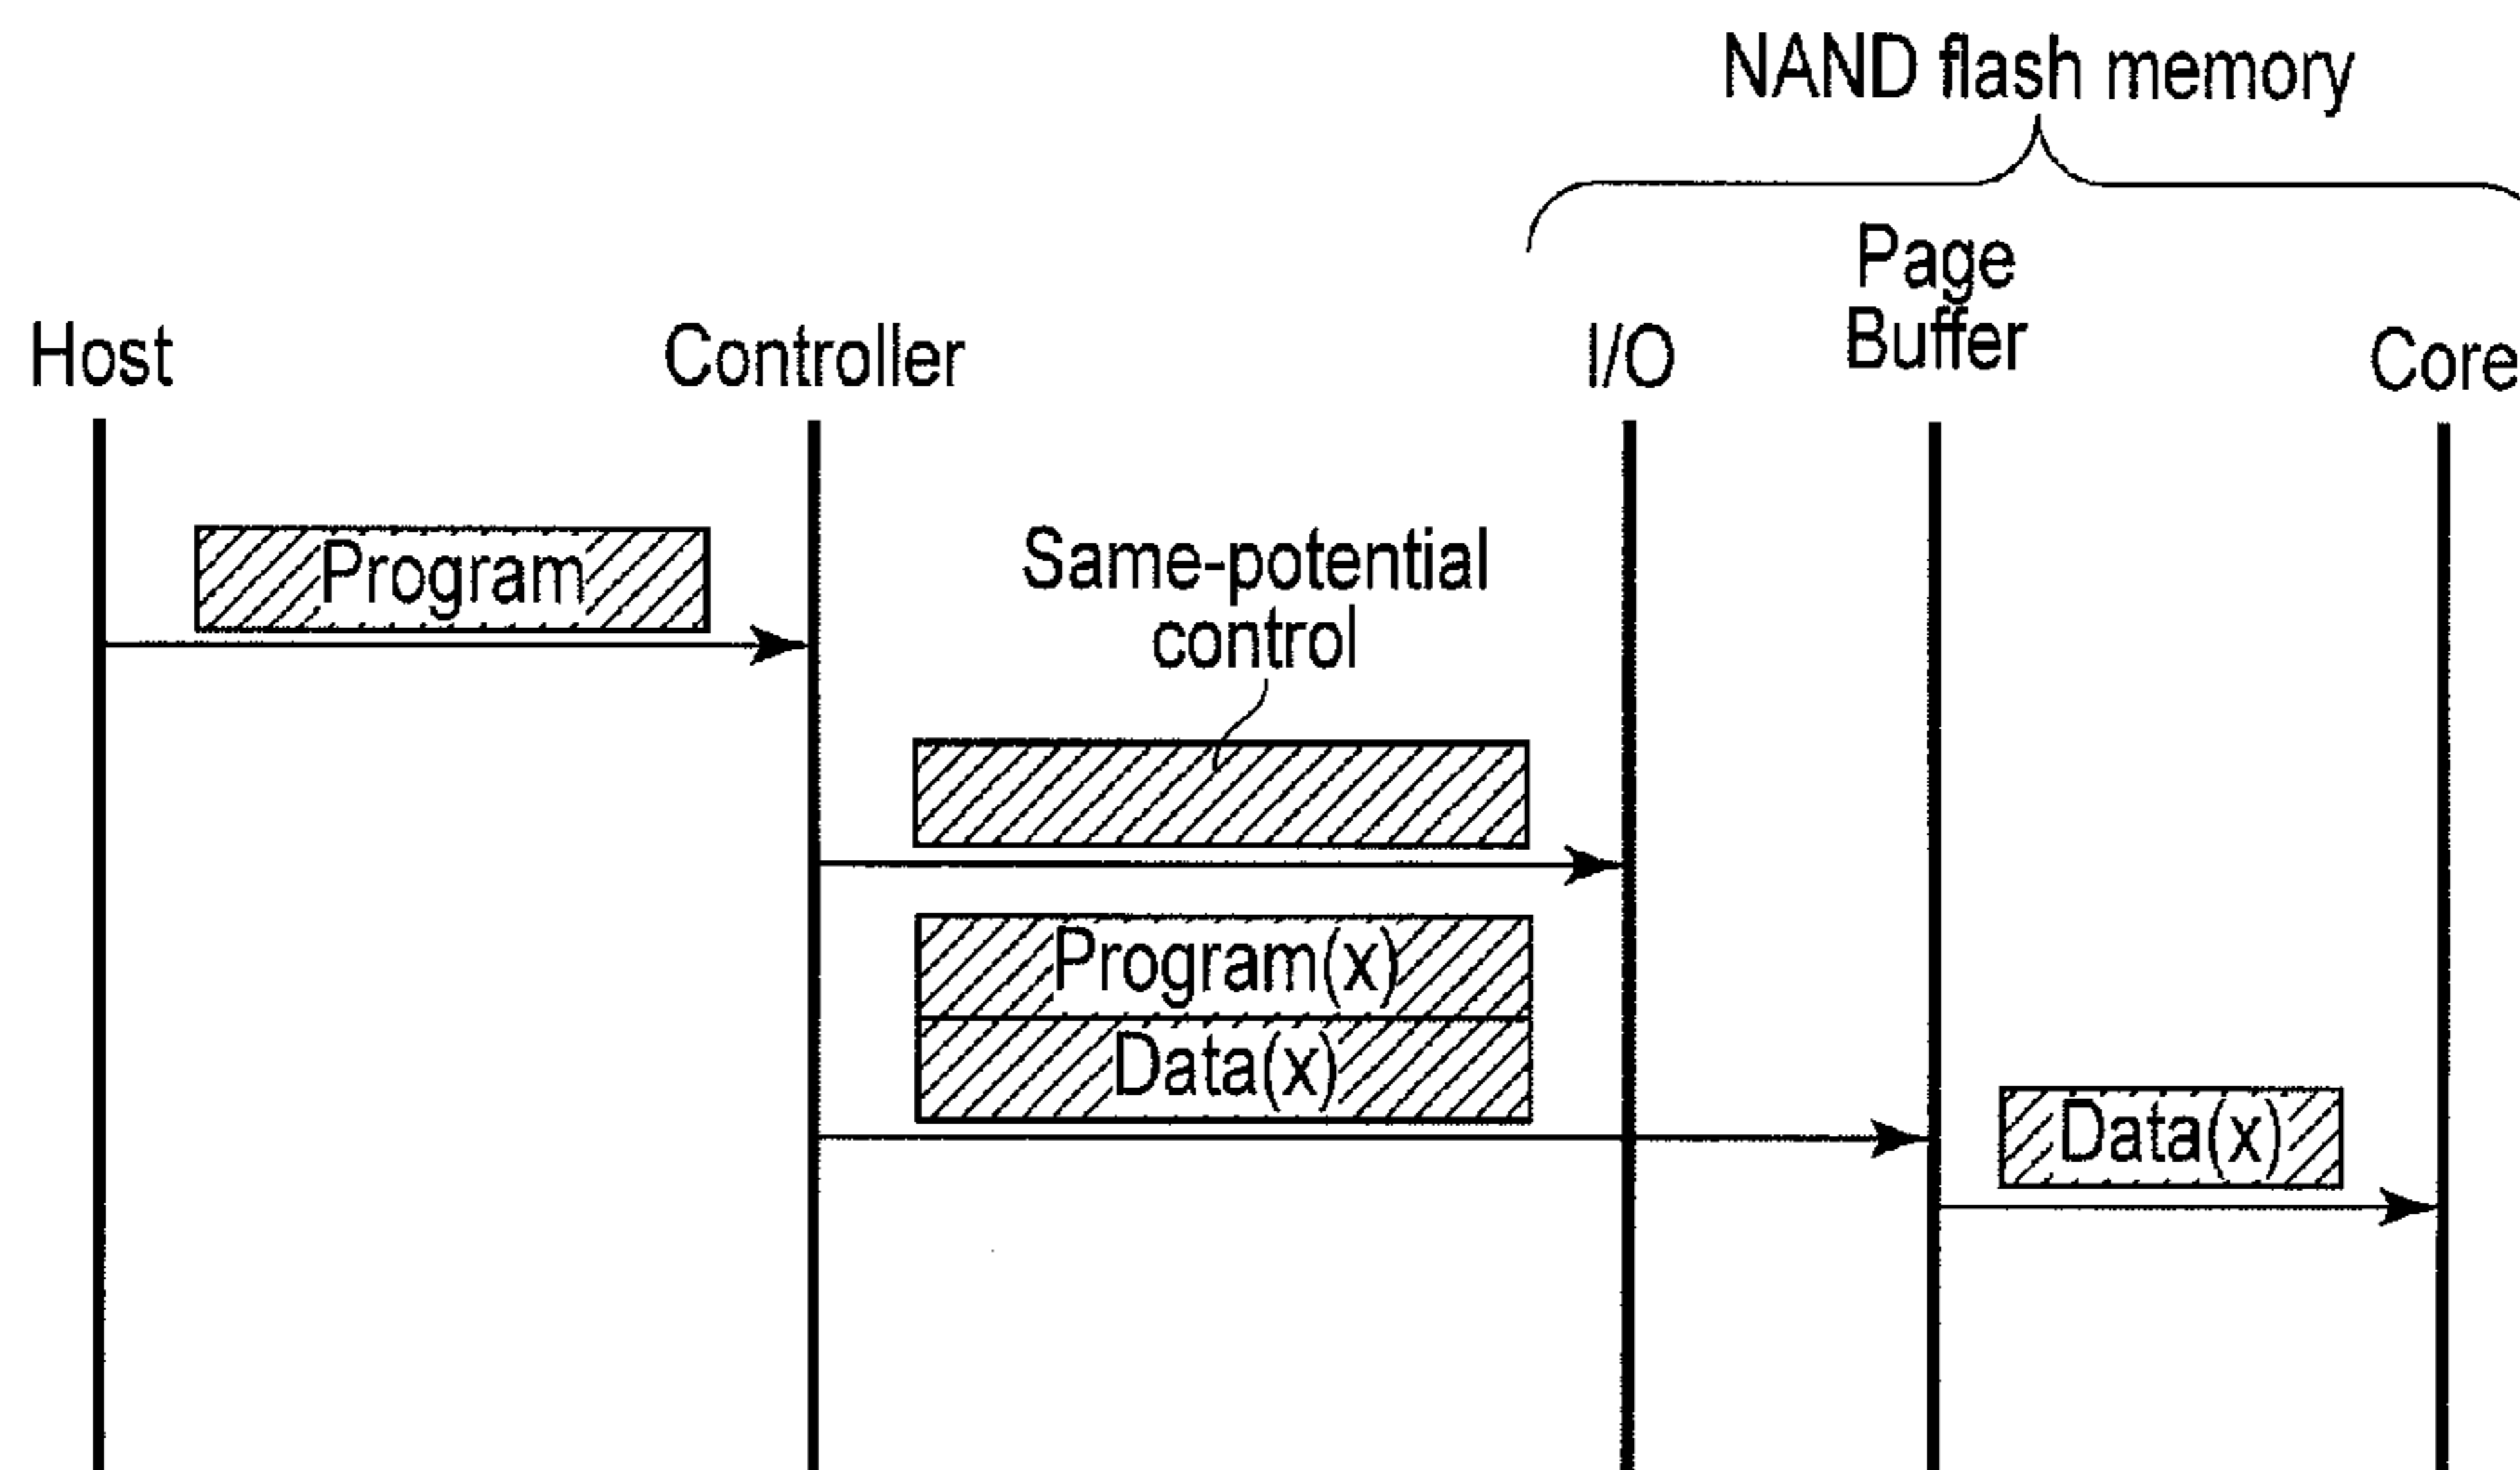 NAND flash memory
Host
Controller
I/O
Page
Buffer
Core
Program
Same-potential
control
Program(x)
Data(x)
Data(x)